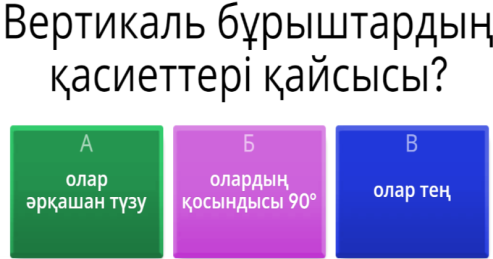 Вертикаль бұрыштардың
қасиеттері қайсысы?
А
олар
әрқашан түзу
Б
олардың
қосындысы 90°
В
олар тең